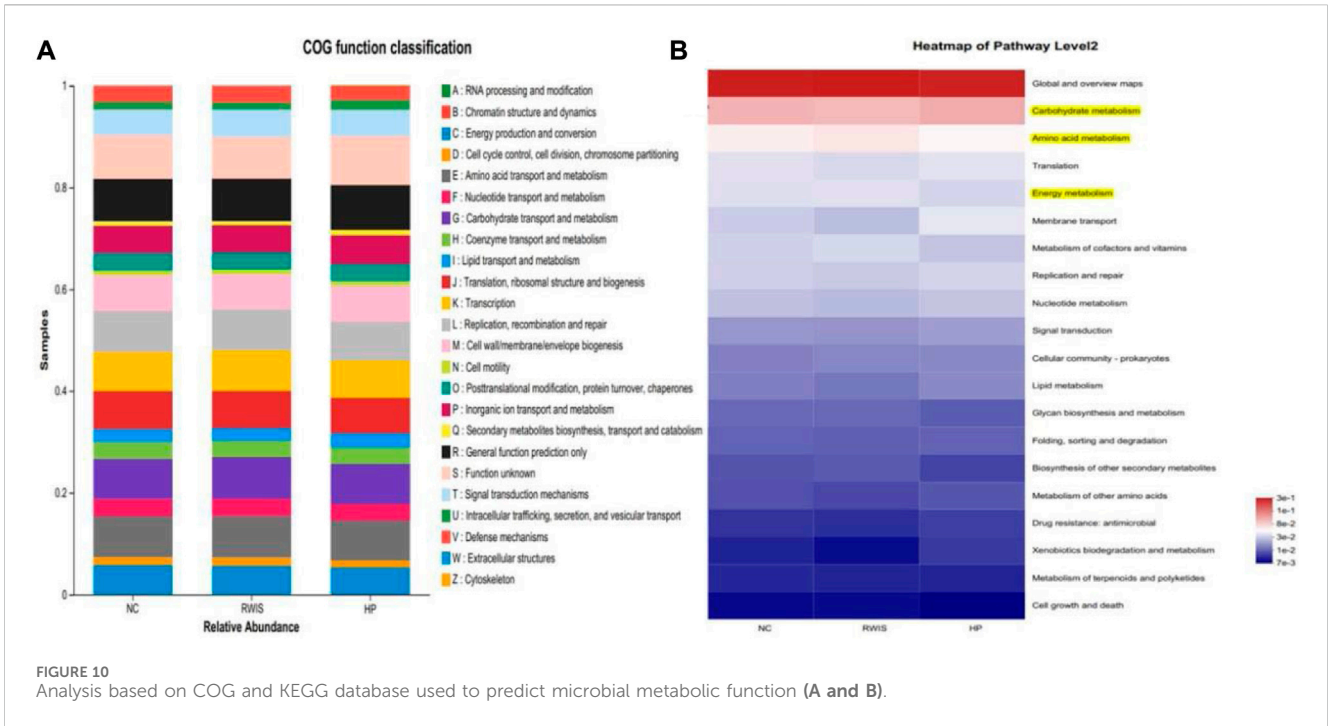 A
COG function classification
1
0.8
0.6
0.4
0.2
0
Samples
NC
RWIS
HP
Relative Abundance
A : RNA processing and modification
B : Chromatin structure and dynamics
C : Energy production and conversion
D : Cell cycle control, cell division, chromosome partitioning
E : Amino acid transport and metabolism
F : Nucleotide transport and metabolism
G : Carbohydrate transport and metabolism
H : Coenzyme transport and metabolism
I : Lipid transport and metabolism
J : Translation, ribosomal structure and biogenesis
K : Transcription
L : Replication, recombination and repair
M : Cell wall/membrane/envelope biogenesis
N : Cell motility
O : Posttranslational modification, protein turnover, chaperones
P : Inorganic ion transport and metabolism
Q : Secondary metabolites biosynthesis, transport and catabolism
R : General function prediction only
S : Function unknown
T : Signal transduction mechanisms
U : Intracellular trafficking, secretion, and vesicular transport
V : Defense mechanisms
W : Extracellular structures
Z : Cytoskeleton
B
Heatmap of Pathway Level2
Global and overview maps
Carbohydrate metabolism
Amino acid metabolism
Translation
Energy metabolism
Membrane transport
Metabolism of cofactors and vitamins
Replication and repair
Nucleotide metabolism
Signal transduction
Cellular community - prokaryotes
Lipid metabolism
Glycan biosynthesis and metabolism
Folding, sorting and degradation
Biosynthesis of other secondary metabolites
Metabolism of other amino acids
Drug resistance: antimicrobial
Xenobiotics biodegradation and metabolism
Metabolism of terpenoids and polyketides
Cell growth and death
NC
RWIS
HP
3e-1
1e-1
8e-2
3e-2
1e-2
7e-3
FIGURE 10
Analysis based on COG and KEGG database used to predict microbial metabolic function (A and B).